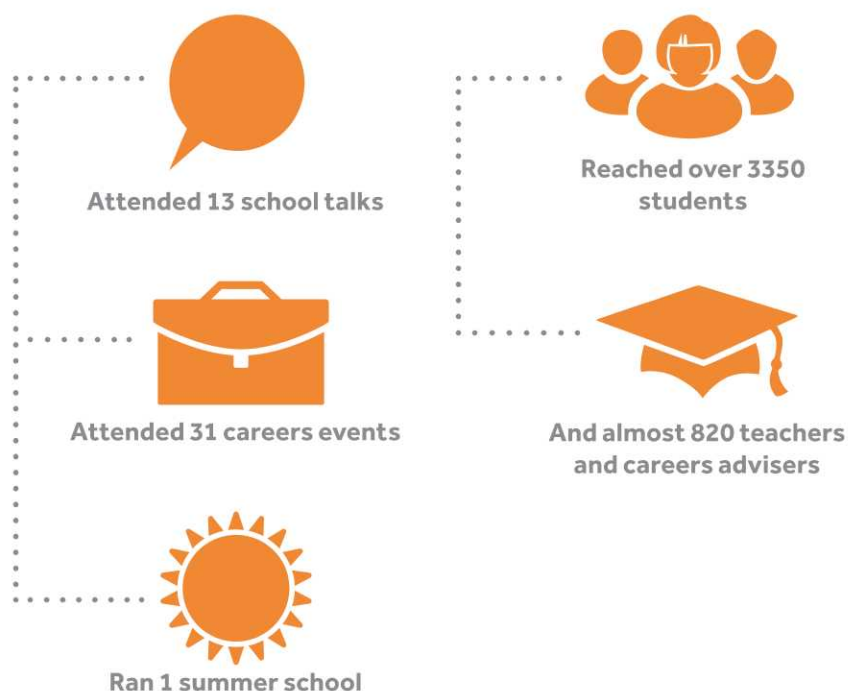 Attended 13 school talks
Attended 31 careers events
Ran 1 summer school
Reached over 3350
students
And almost 820 teachers
and careers advisers